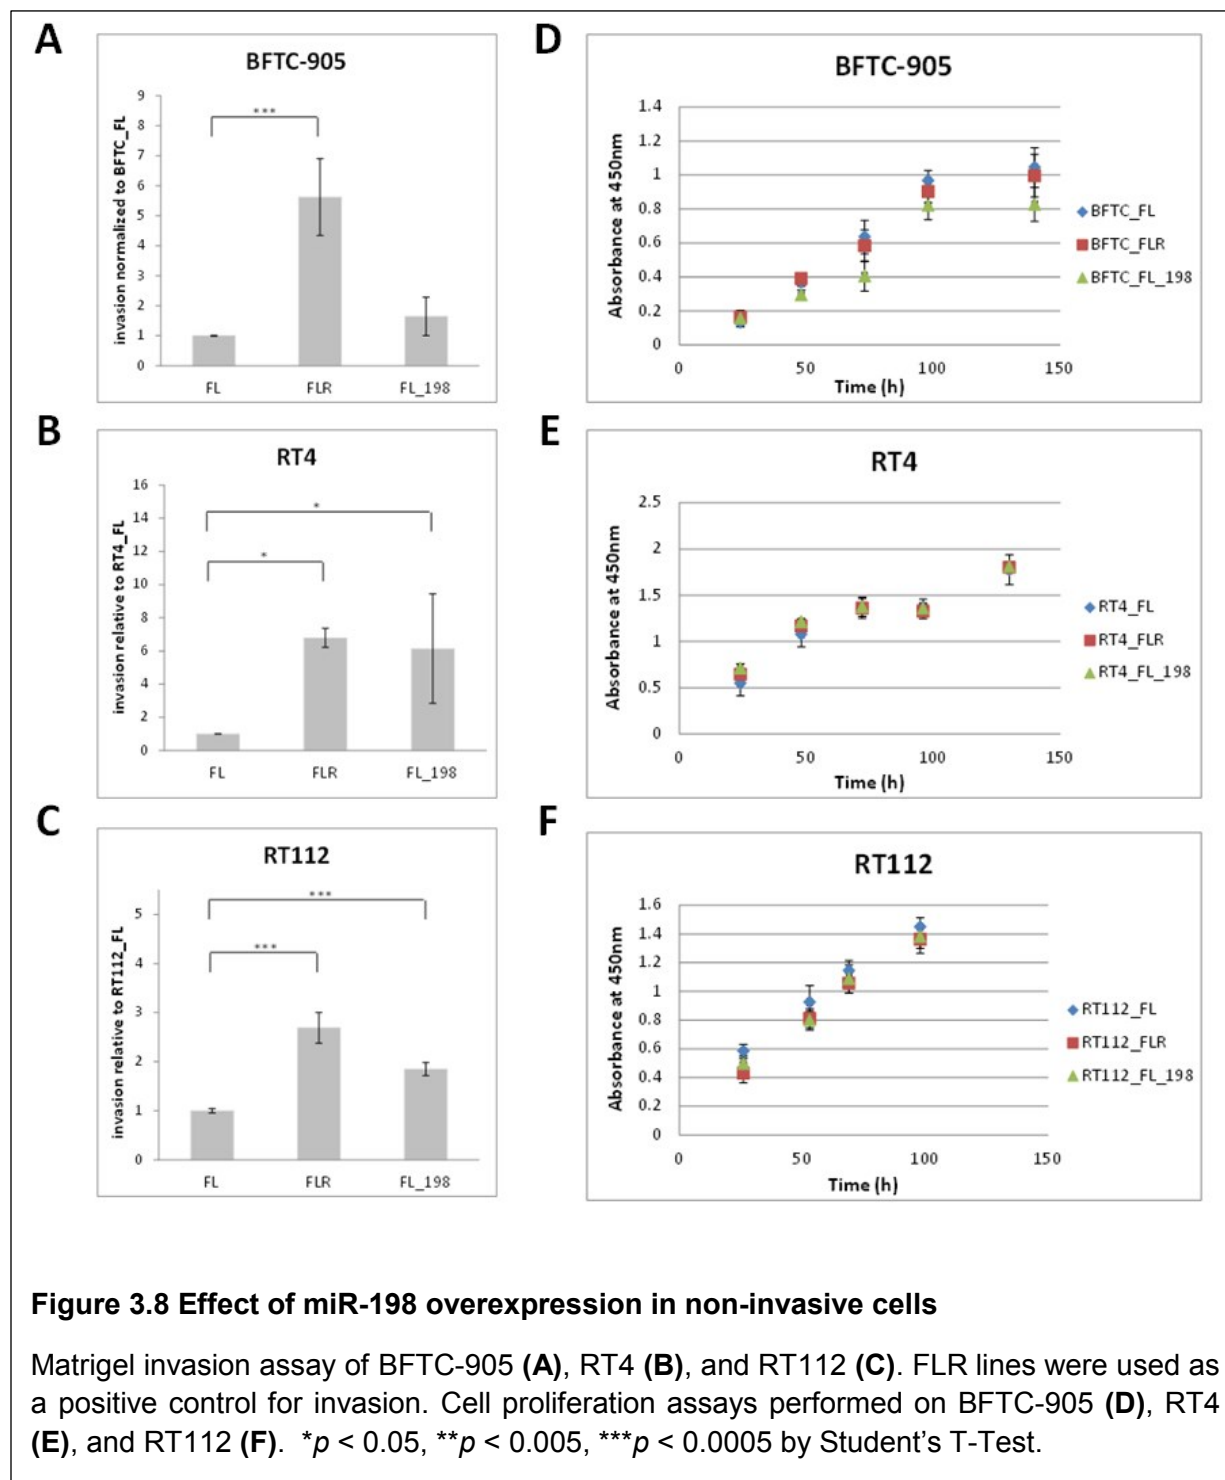 A
BFTC-905
invasion normalized to BFTC_FL
9
8
7
6
5
4
3
2
1
0
***
FL FLR FL_198
D
BFTC-905
Absorbance at 450nm
1.4
1.2
1
0.8
0.6
0.4
0.2
0
0 50 100 150
Time (h)
BFTC_FL
BFTC_FLR
BFTC_FL_198
B
RT4
invasion relative to RT4_FL
16
14
12
10
8
6
4
2
0
*
*
FL FLR FL_198
E
RT4
Absorbance at 450nm
2.5
2
1.5
1
0.5
0
0 50 100 150
Time (h)
RT4_FL
RT4_FLR
RT4_FL_198
C
RT112
invasion relative to RT112_FL
5
4
3
2
1
0
***
***
FL FLR FL_198
F
RT112
Absorbance at 450nm
1.6
1.4
1.2
1
0.8
0.6
0.4
0.2
0
0 50 100 150
Time (h)
RT112_FL
RT112_FLR
RT112_FL_198
Figure 3.8 Effect of miR-198 overexpression in non-invasive cells
Matrigel invasion assay of BFTC-905 (A), RT4 (B), and RT112 (C). FLR lines were used as
a positive control for invasion. Cell proliferation assays performed on BFTC-905 (D), RT4
(E), and RT112 (F). *p < 0.05, **p < 0.005, ***p < 0.0005 by Student’s T-Test.